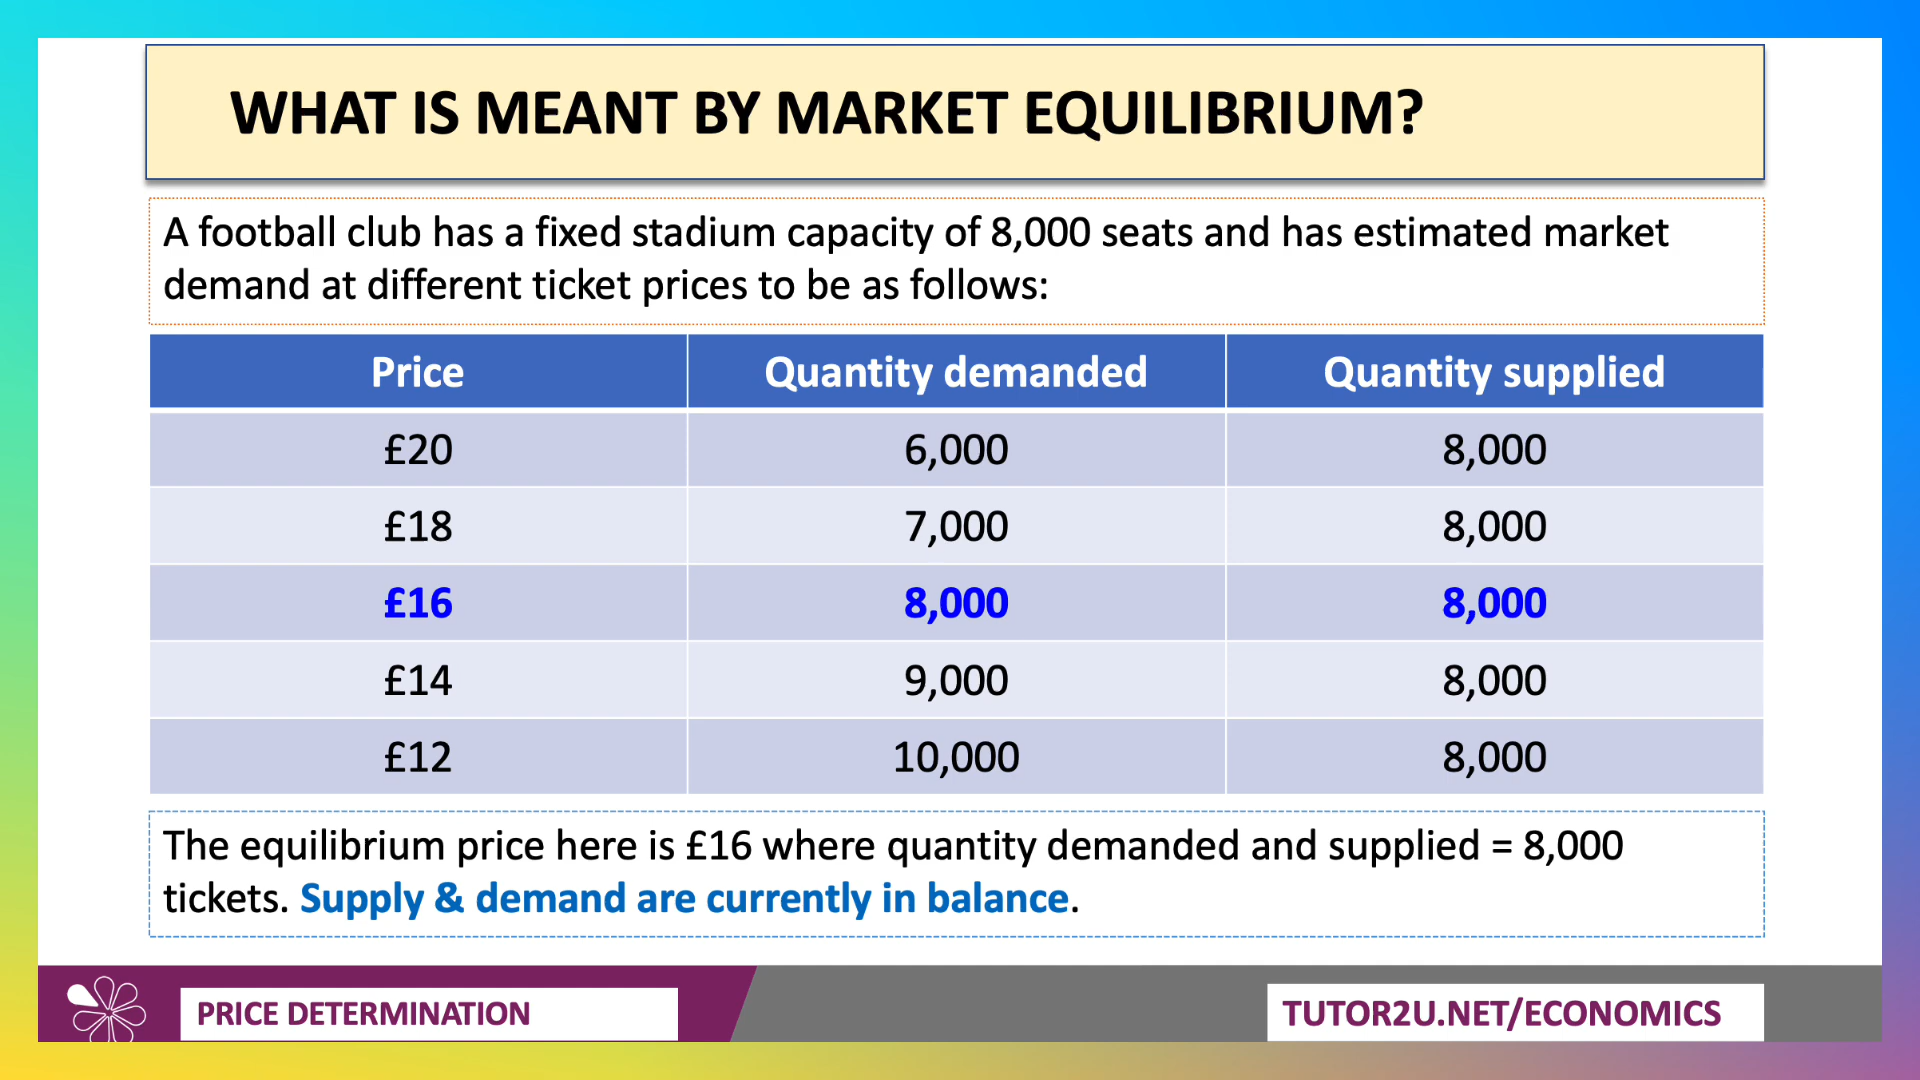 WHAT IS MEANT BY MARKET EQUILIBRIUM?
A football club has a fixed stadium capacity of 8,000 seats and has estimated market
demand at different ticket prices to be as follows:
Price Quantity demanded Quantity supplied
£20 6,000 8,000
£18 7,000 8,000
£16 8,000 8,000
£14 9,000 8,000
£12 10,000 8,000
The equilibrium price here is £16 where quantity demanded and supplied = 8,000
tickets. Supply & demand are currently in balance.
PRICE DETERMINATION
TUTOR2U.NET/ECONOMICS